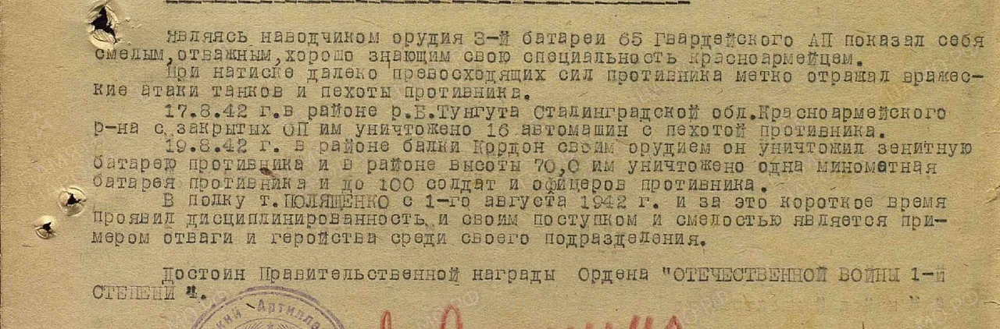 Являясь наводчиком орудия 3-й батареи 65 Гвардейского АП показал себя
смелым,отважным,хорошо знающим свою специальность красноармейцем.
При натиске далеко превосходящих сил противника метко отражал вражес-
кие атаки танков и пехоты противника.
17.8.42 г.в районе р.Б.Тунгута Сталинградской обл.Красноармейского
р-на с закрытых ОП им уничтожено 16 автомашин с пехотой противника.
19.8.42 г. в районе балки Кордон своим орудием он уничтожил зенитную
батарею противника и в районе высоты 70,0 им уничтожено одна минометная
батарея противника и до 100 солдат и офицеров противника.
В полку т.ПОЛЯЩЕНКО с 1-го августа 1942 г. и за это короткое время
проявил дисциплинированность и своим поступком и смелостью является при-
мером отваги и геройства среди своего подразделения.
Достоин Правительственной награды Ордена "ОТЕЧЕСТВЕННОЙ ВОЙНЫ 1-й
СТЕПЕНИ ".
Артилле